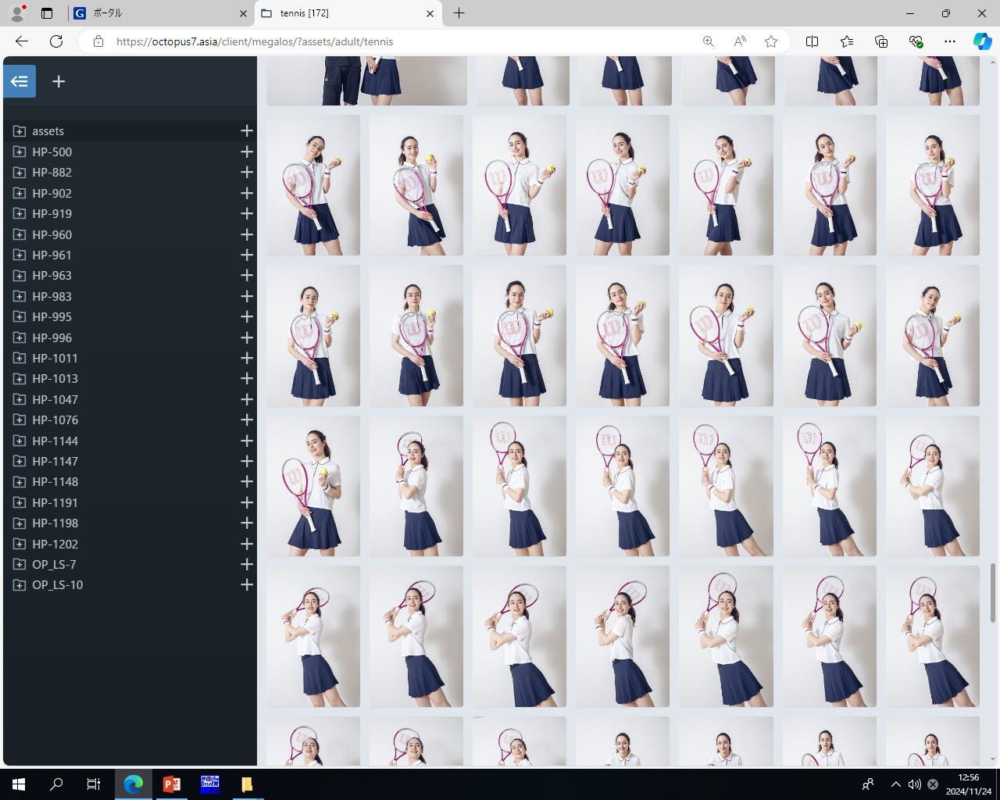 ポータル
tennis [172]
https://octopus7.asia/client/megalos/?assets/adult/tennis
assets
HP-500
HP-882
HP-902
HP-919
HP-960
HP-961
HP-963
HP-983
HP-995
HP-996
HP-1011
HP-1013
HP-1047
HP-1076
HP-1144
HP-1147
HP-1148
HP-1191
HP-1198
HP-1202
OP_LS-7
OP_LS-10
12:56
2024/11/24